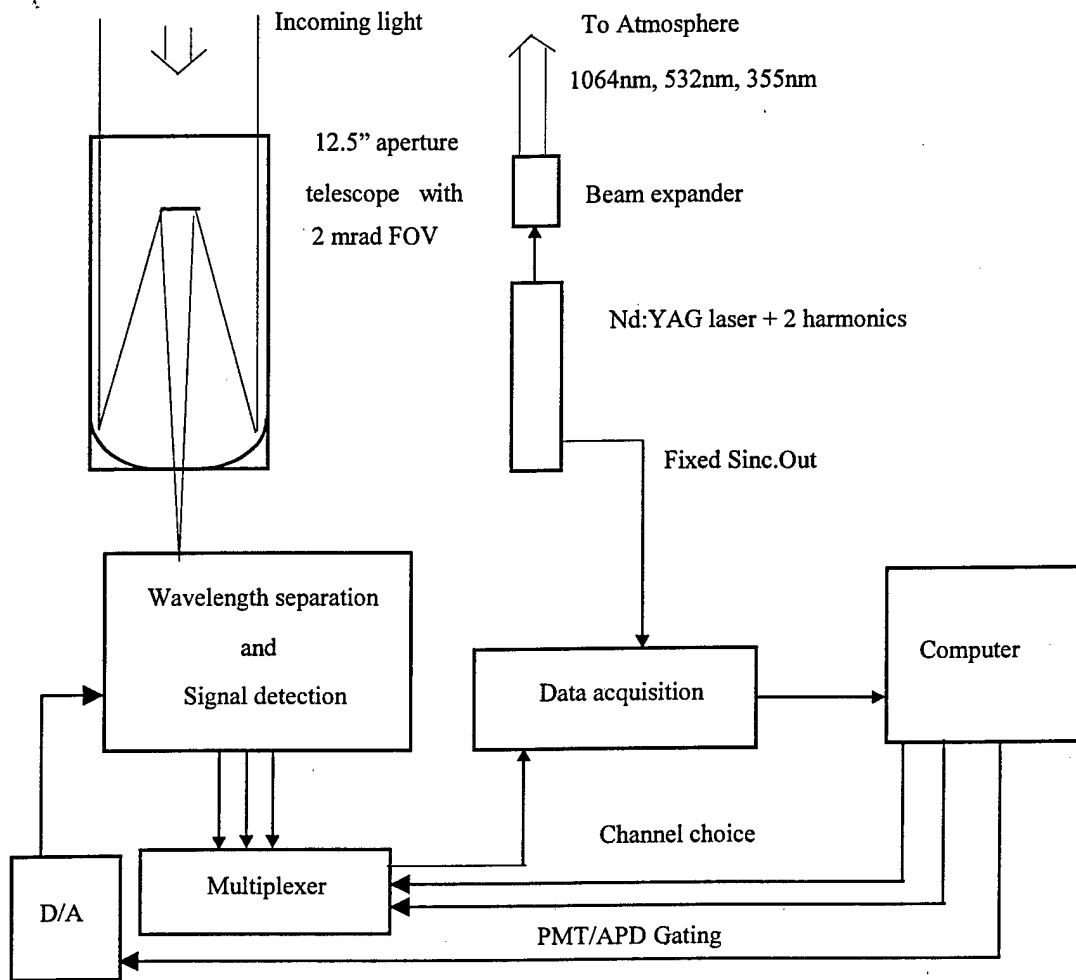 Incoming light
To Atmosphere
1064nm, 532nm, 355nm
12.5” aperture
telescope with
2 mrad FOV
Beam expander
Nd:YAG laser + 2 harmonics
Fixed Sinc.Out
Wavelength separation
and
Signal detection
Data acquisition
Computer
Channel choice
Multiplexer
D/A
PMT/APD Gating